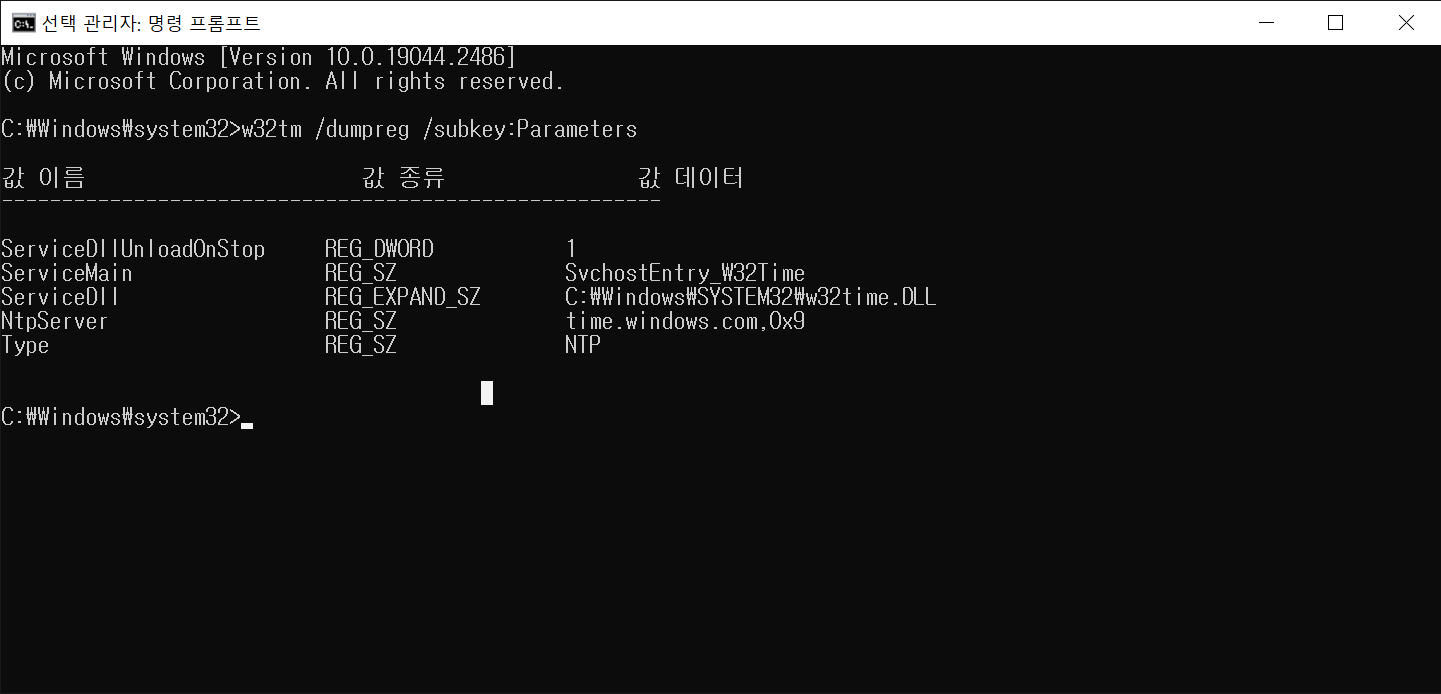 선택 관리자: 명령 프롬프트
Microsoft Windows [Version 10.0.19044.2486]
(c) Microsoft Corporation. All rights reserved.
C:₩Windows₩system32>w32tm /dumpreg /subkey:Parameters
값 이름 값 종류 값 데이터
-------------------------------------------------------
ServiceDllUnloadOnStop REG_DWORD 1
ServiceMain REG_SZ SvchostEntry_W32Time
ServiceDll REG_EXPAND_SZ C:₩Windows₩SYSTEM32₩w32time.DLL
NtpServer REG_SZ time.windows.com,0x9
Type REG_SZ NTP
C:₩Windows₩system32>